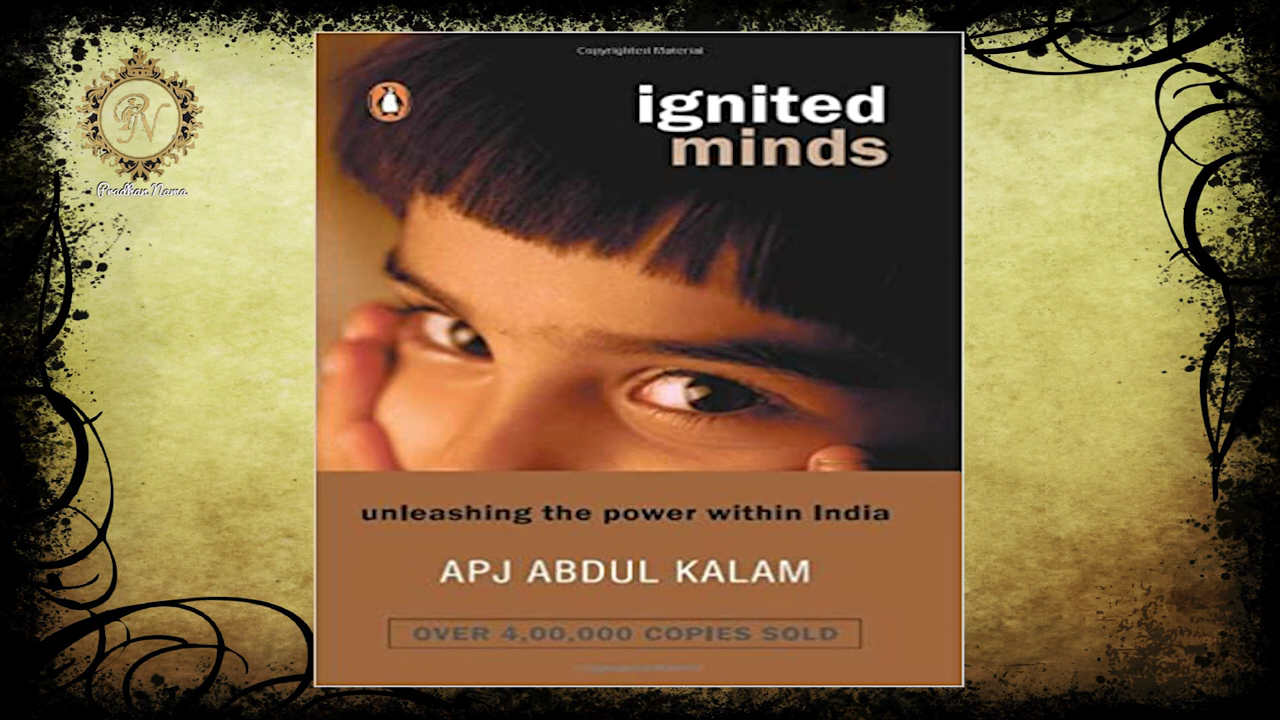 Copyrighted Material
ignited
minds
PN
Pradhan Nama
unleashing the power within India
APJ ABDUL KALAM
OVER 4,00,000 COPIES SOLD